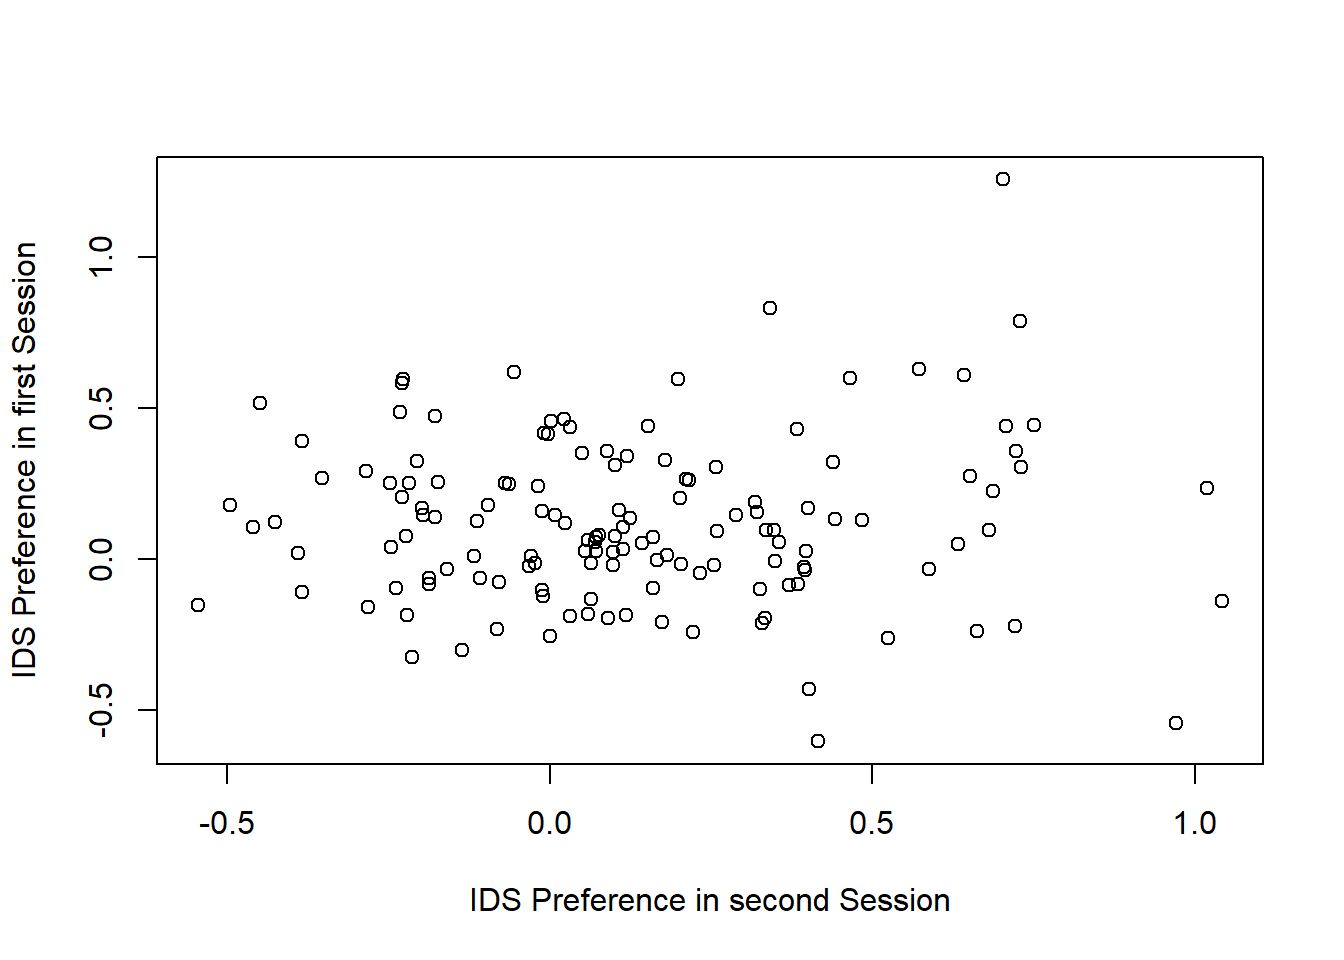 IDS Preference in first Session
1.0
0.5
0.0
-0.5
-0.5 0.0 0.5 1.0
IDS Preference in second Session